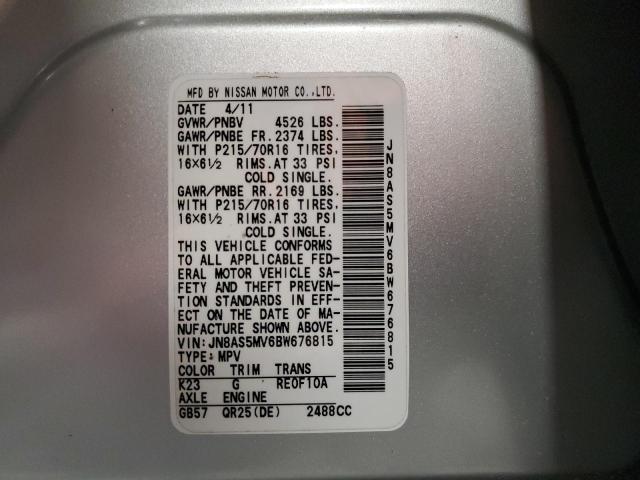 MFD BY NISSAN MOTOR CO.,LTD.
DATE 4/11
GVWR/PNBV 4526 LBS.
GAWR/PNBE FR. 2374 LBS.
WITH P215/70R16 TIRES.
16×6½ RIMS.AT 33 PSI
COLD SINGLE.
GAWR/PNBE RR. 2169 LBS.
WITH P215/70R16 TIRES.
16×6½ RIMS.AT 33 PSI
COLD SINGLE.
THIS VEHICLE CONFORMS
TO ALL APPLICABLE FED-
ERAL MOTOR VEHICLE SA-
FETY AND THEFT PREVEN-
TION STANDARDS IN EFF-
ECT ON THE DATE OF MA-
NUFACTURE SHOWN ABOVE.
VIN:JN8AS5MV6BW676815
TYPE:MPV
COLOR TRIM TRANS
K23 G RE0F10A
AXLE ENGINE
GB57 QR25(DE) 2488CC
JN8AS5MV6BW676815